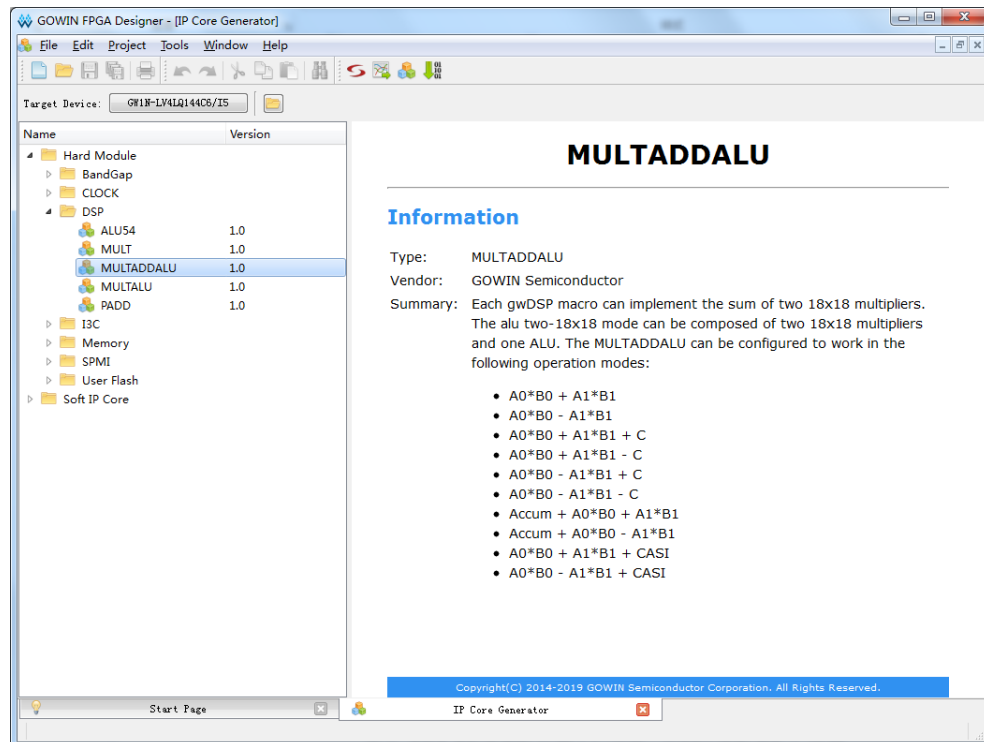 GOWIN FPGA Designer - [IP Core Generator]
File Edit Project Tools Window Help
Target Device: GW1N-LV4LQ144C6/I5
Name Version
Hard Module
BandGap
CLOCK
DSP
ALU54 1.0
MULT 1.0
MULTADDALU 1.0
MULTALU 1.0
PADD 1.0
I3C
Memory
SPMI
User Flash
Soft IP Core
MULTADDALU
Information
Type: MULTADDALU
Vendor: GOWIN Semiconductor
Summary: Each gwDSP macro can implement the sum of two 18x18 multipliers.
The alu two-18x18 mode can be composed of two 18x18 multipliers
and one ALU. The MULTADDALU can be configured to work in the
following operation modes:
• A0*B0 + A1*B1
• A0*B0 - A1*B1
• A0*B0 + A1*B1 + C
• A0*B0 + A1*B1 - C
• A0*B0 - A1*B1 + C
• A0*B0 - A1*B1 - C
• Accum + A0*B0 + A1*B1
• Accum + A0*B0 - A1*B1
• A0*B0 + A1*B1 + CASI
• A0*B0 - A1*B1 + CASI
Copyright(C) 2014-2019 GOWIN Semiconductor Corporation. All Rights Reserved.
Start Page IP Core Generator